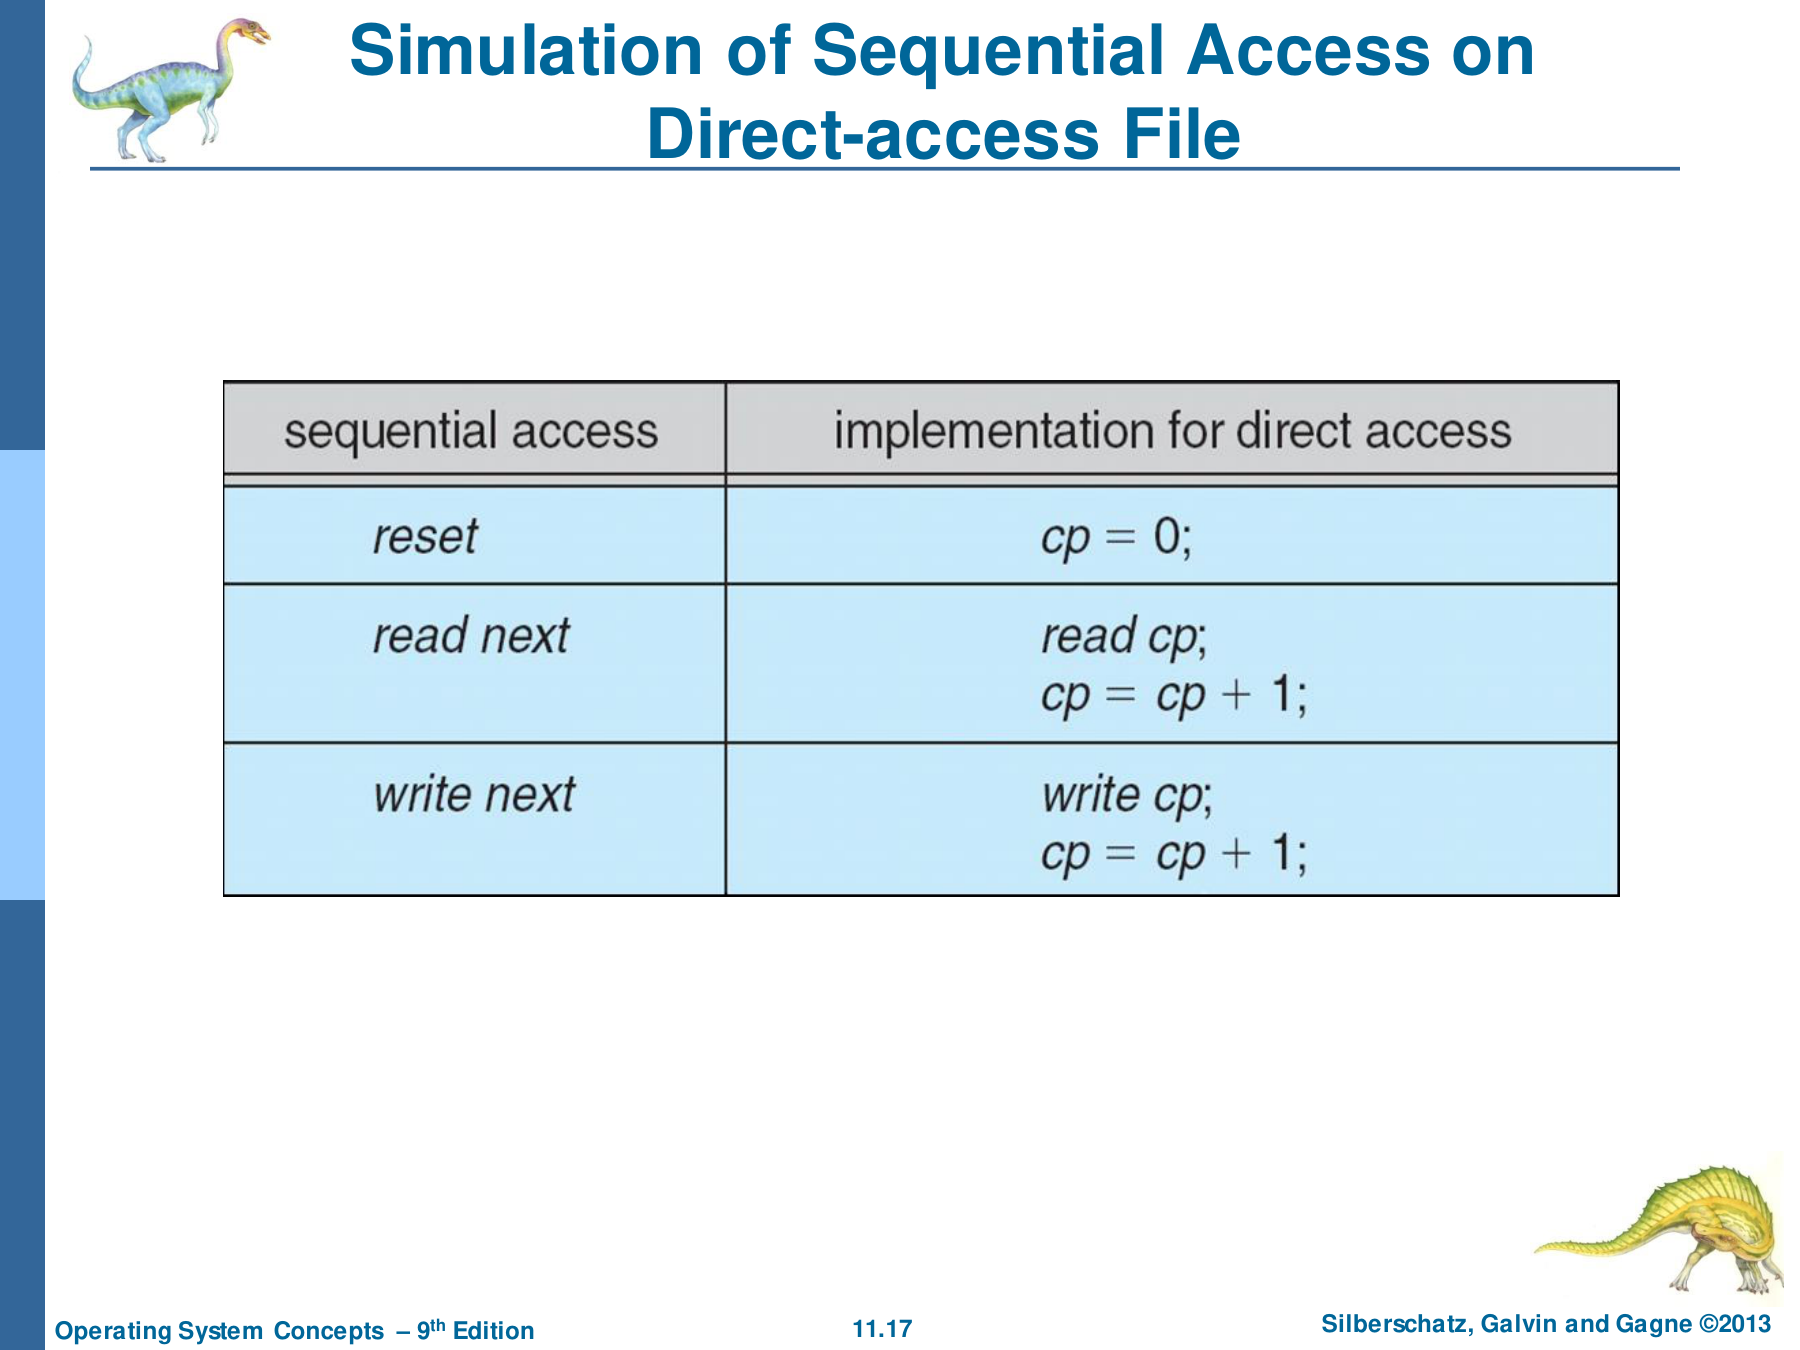 Simulation of Sequential Access on
Direct-access File
sequential access
implementation for direct access
reset
cp = 0;
read next
read cp;
cp = cp + 1;
write next
write cp;
cp = cp + 1;
Operating System Concepts – 9th Edition
11.17
Silberschatz, Galvin and Gagne ©2013